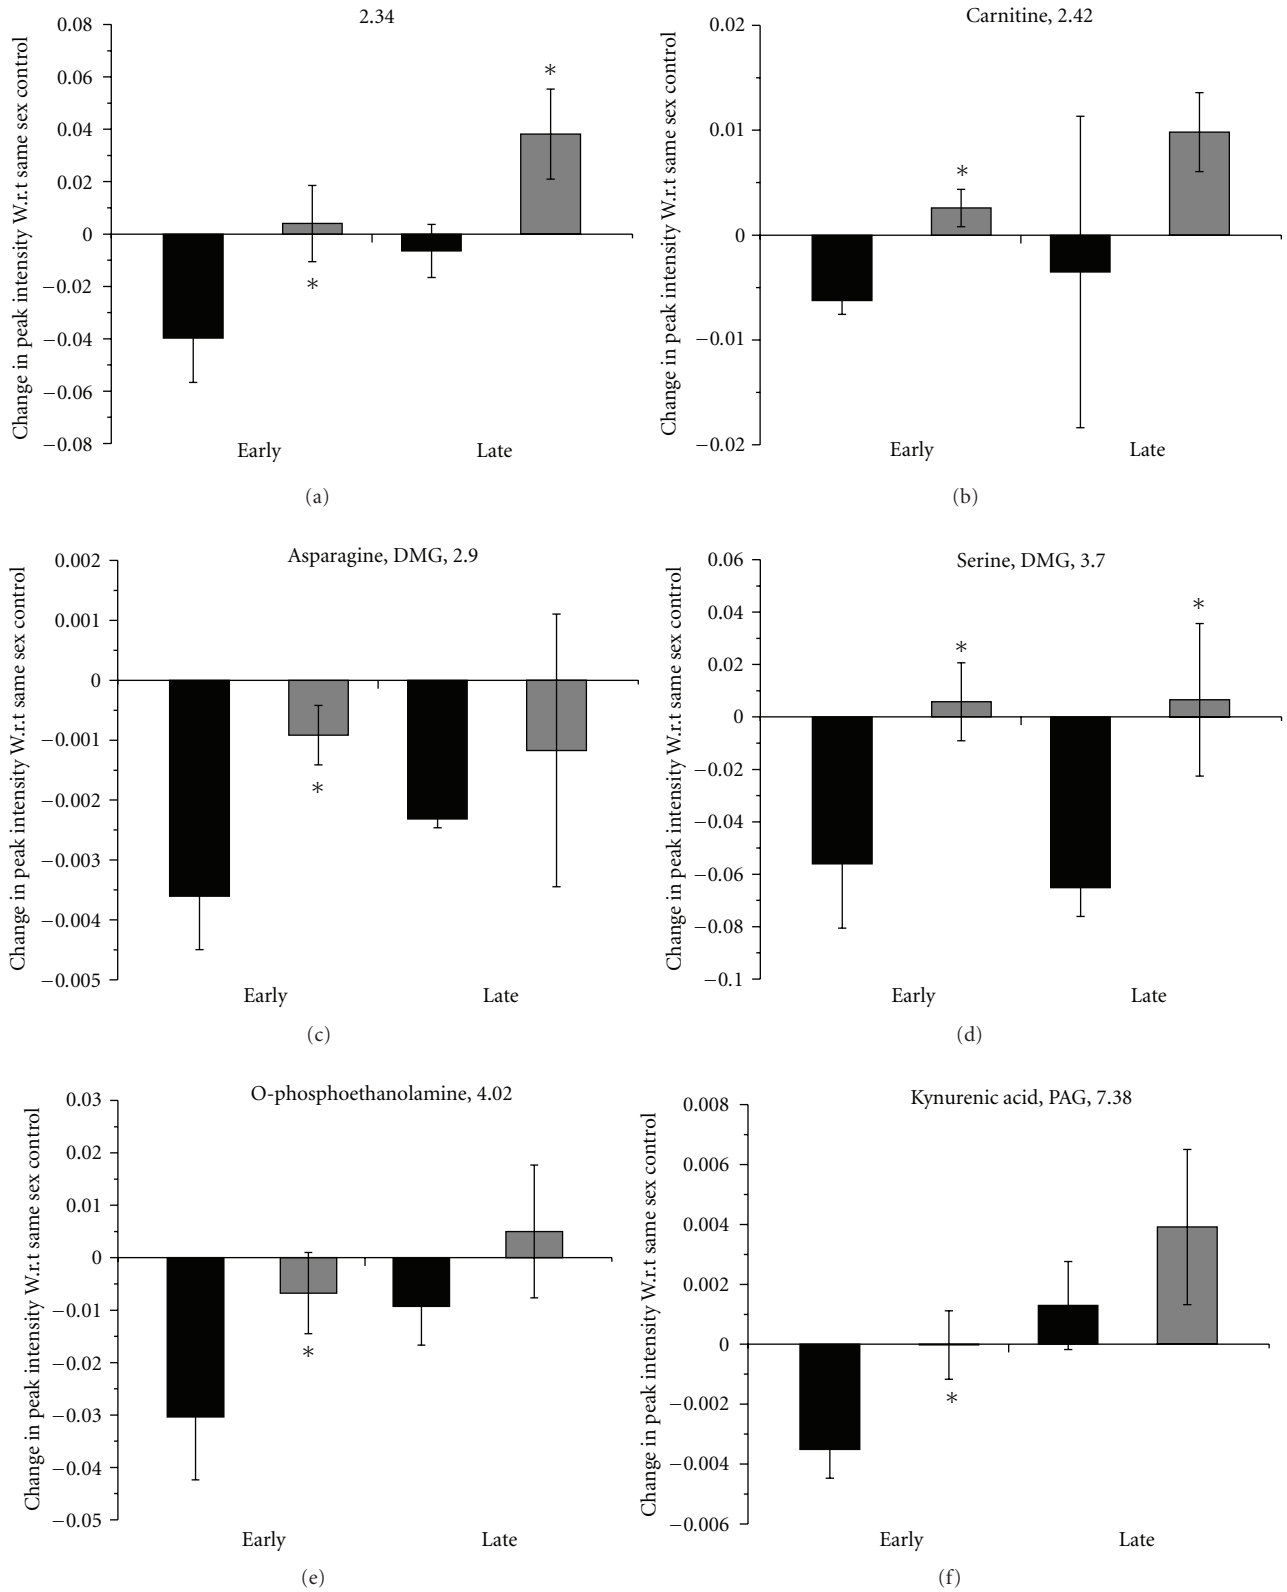 2.34
Change in peak intensity W.r.t same sex control
0.08
0.06
0.04
0.02
0
−0.02
−0.04
−0.06
−0.08
*
*
Early
Late
(a)
Carnitine, 2.42
Change in peak intensity W.r.t same sex control
0.02
0.01
0
−0.01
−0.02
*
Early
Late
(b)
Asparagine, DMG, 2.9
Change in peak intensity W.r.t same sex control
0.002
0.001
0
−0.001
−0.002
−0.003
−0.004
−0.005
*
Early
Late
(c)
Serine, DMG, 3.7
Change in peak intensity W.r.t same sex control
0.06
0.04
0.02
0
−0.02
−0.04
−0.06
−0.08
−0.1
*
*
Early
Late
(d)
O-phosphoethanolamine, 4.02
Change in peak intensity W.r.t same sex control
0.03
0.02
0.01
0
−0.01
−0.02
−0.03
−0.04
−0.05
*
Early
Late
(e)
Kynurenic acid, PAG, 7.38
Change in peak intensity W.r.t same sex control
0.008
0.006
0.004
0.002
0
−0.002
−0.004
−0.006
*
Early
Late
(f)